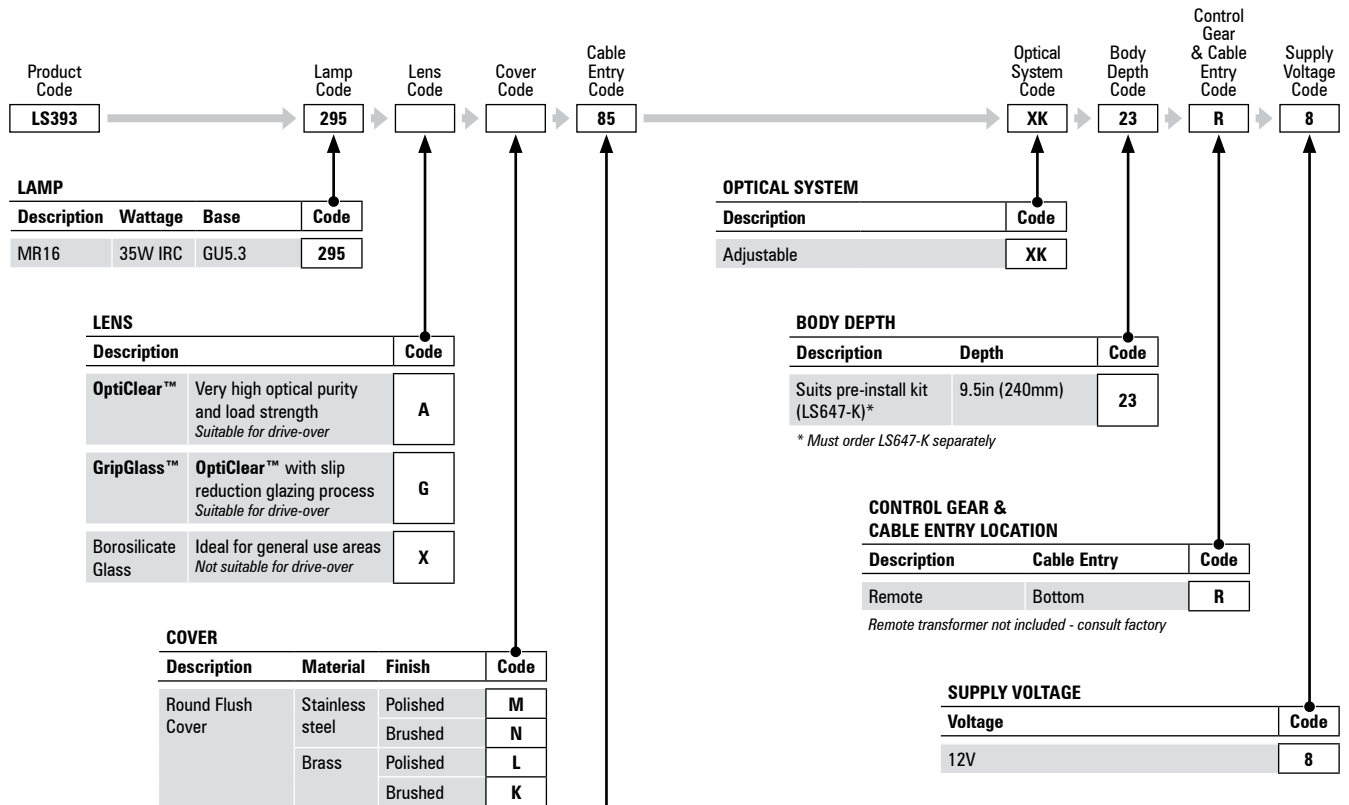 Product
Code
Lamp
Code
Lens
Code
Cover
Code
Cable
Entry
Code
Optical
System
Code
Body
Depth
Code
Control
Gear
& Cable
Entry
Code
Supply
Voltage
Code
LS393
295
85
XK
23
R
8
LAMP
Description Wattage Base Code
MR16 35W IRC GU5.3 295
LENS
Description Code
OptiClear™ Very high optical purity
and load strength
Suitable for drive-over
A
GripGlass™ OptiClear™ with slip
reduction glazing process
Suitable for drive-over
G
Borosilicate Ideal for general use areas
Glass Not suitable for drive-over
X
COVER
Description Material Finish Code
Round Flush Stainless Polished M
Cover steel Brushed N
Brass Polished L
Brushed K
OPTICAL SYSTEM
Description Code
Adjustable XK
BODY DEPTH
Description Depth Code
Suits pre-install kit 9.5in (240mm)
(LS647-K)*
23
* Must order LS647-K separately
CONTROL GEAR &
CABLE ENTRY LOCATION
Description Cable Entry Code
Remote Bottom R
Remote transformer not included - consult factory
SUPPLY VOLTAGE
Voltage Code
12V 8